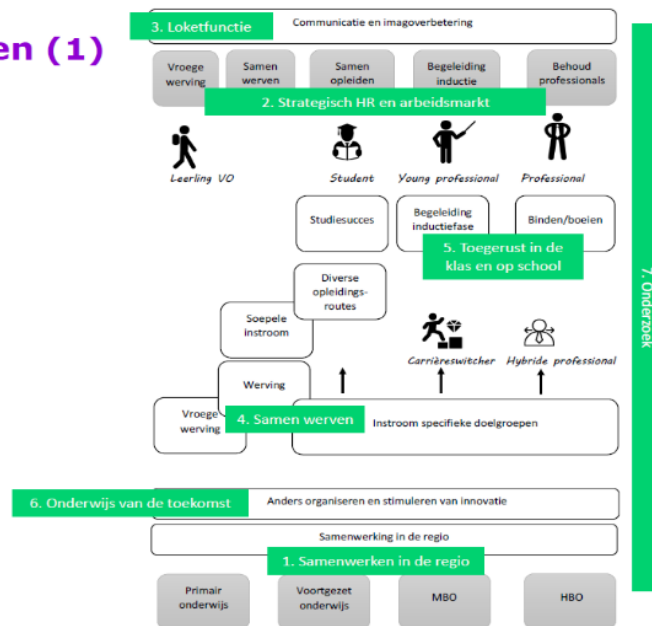 en (1)
3. Loketfunctie
Communicatie en imagoverbetering
Vroege
werving
Samen
werven
Samen
opleiden
Begeleiding
inductie
Behoud
professionals
2. Strategisch HR en arbeidsmarkt
Leerling VO
Student
Young professional
Professional
Studiesucces
Begeleiding
inductiefase
Binden/boeien
5. Toegerust in de
klas en op school
Diverse
opleidings-
routes
Soepele
instroom
Carrièreswitcher
Hybride professional
Werving
Vroege
werving
4. Samen werven
Instroom specifieke doelgroepen
6. Onderwijs van de toekomst
Anders organiseren en stimuleren van innovatie
Samenwerking in de regio
1. Samenwerken in de regio
Primair
onderwijs
Voortgezet
onderwijs
MBO
HBO
7. Onderzoek